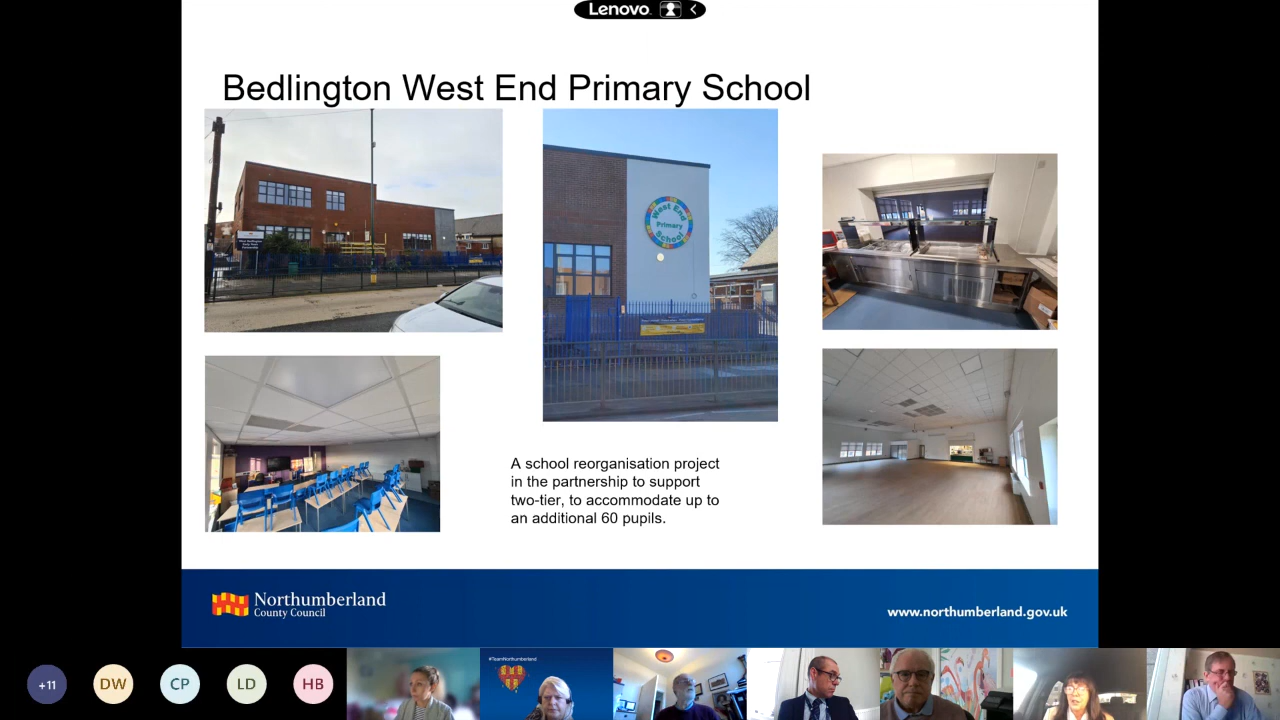 Lenovo
Bedlington West End Primary School
West End
Primary
School
A school reorganisation project
in the partnership to support
two-tier, to accommodate up to
an additional 60 pupils.
Northumberland
County Council
www.northumberland.gov.uk
#TeamNorthumberland
+11
DW
CP
LD
HB